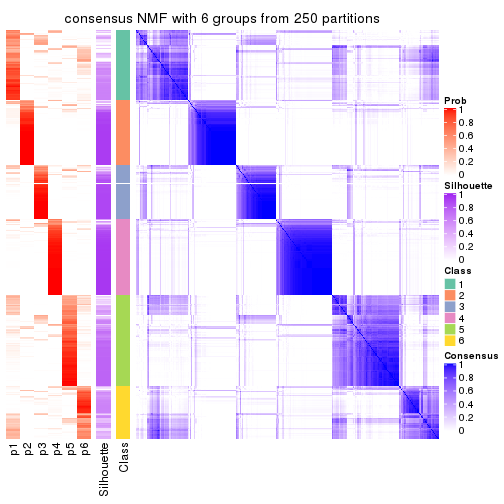 consensus NMF with 6 groups from 250 partitions
Prob
1
0.8
0.6
0.4
0.2
0
Silhouette
1
0.8
0.6
0.4
0.2
0
Class
1
2
3
4
5
6
Consensus
1
0.8
0.6
0.4
0.2
0
p1
p2
p3
p4
p5
p6
Silhouette
Class